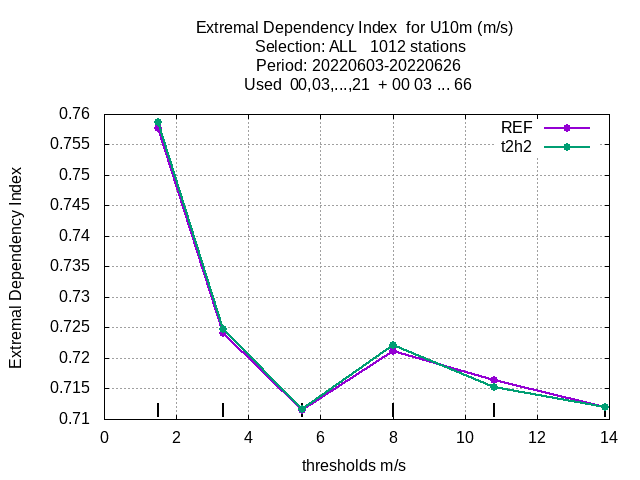 Extremal Dependency Index  for U10m (m/s)
Selection: ALL   1012 stations
Period: 20220603-20220626
Used  00,03,...,21  + 00 03 ... 66
REF
t2h2
0.76
0.755
0.75
0.745
0.74
0.735
0.73
0.725
0.72
0.715
0.71
Extremal Dependency Index
0 2 4 6 8 10 12 14
thresholds m/s